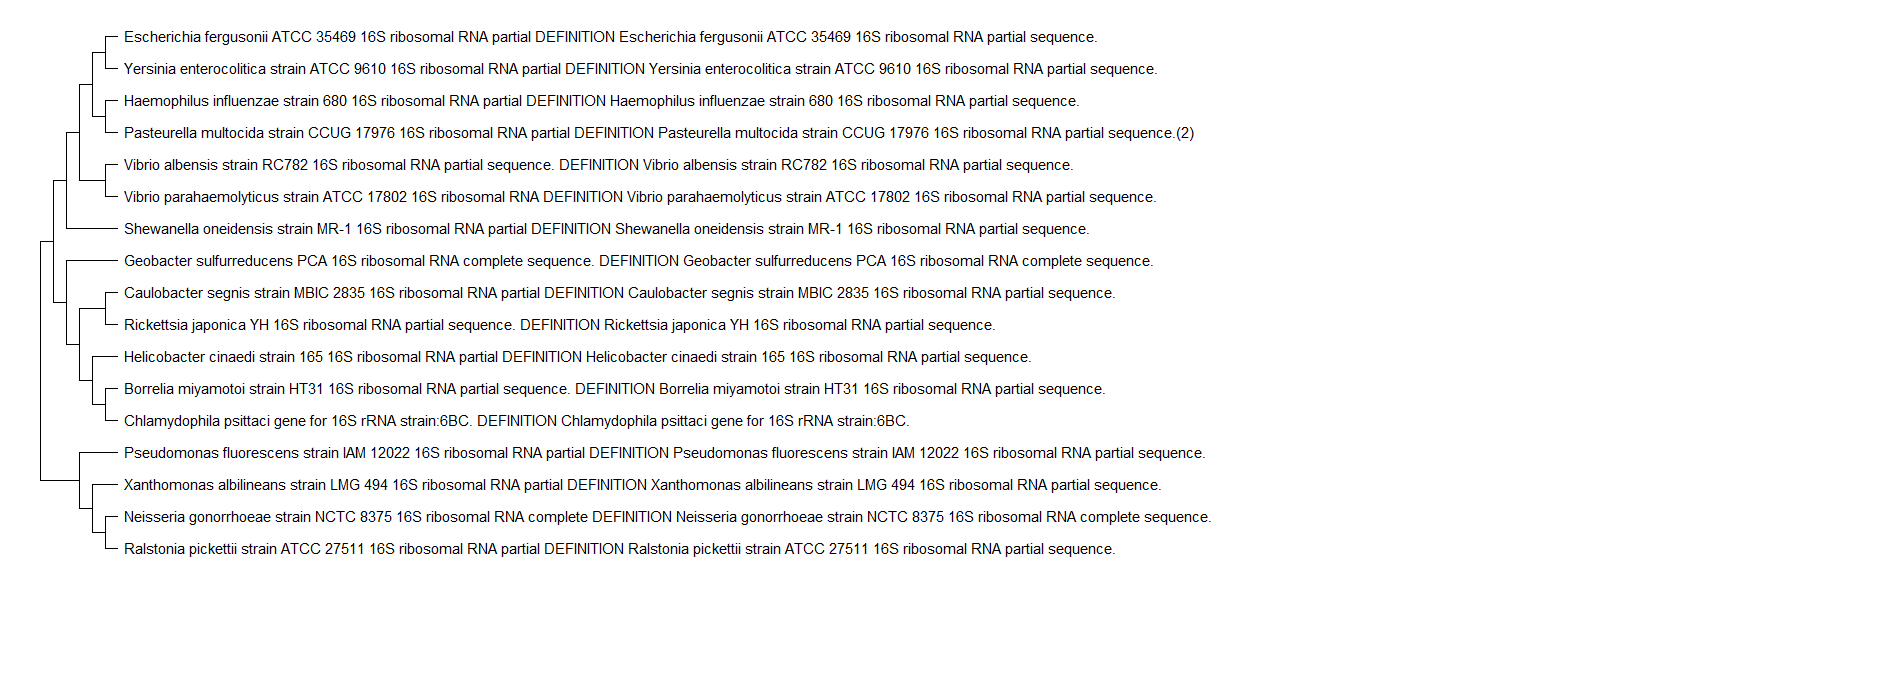 Escherichia fergusonii ATCC 35469 16S ribosomal RNA partial DEFINITION Escherichia fergusonii ATCC 35469 16S ribosomal RNA partial sequence.
Yersinia enterocolitica strain ATCC 9610 16S ribosomal RNA partial DEFINITION Yersinia enterocolitica strain ATCC 9610 16S ribosomal RNA partial sequence.
Haemophilus influenzae strain 680 16S ribosomal RNA partial DEFINITION Haemophilus influenzae strain 680 16S ribosomal RNA partial sequence.
Pasteurella multocida strain CCUG 17976 16S ribosomal RNA partial DEFINITION Pasteurella multocida strain CCUG 17976 16S ribosomal RNA partial sequence.(2)
Vibrio albensis strain RC782 16S ribosomal RNA partial sequence. DEFINITION Vibrio albensis strain RC782 16S ribosomal RNA partial sequence.
Vibrio parahaemolyticus strain ATCC 17802 16S ribosomal RNA DEFINITION Vibrio parahaemolyticus strain ATCC 17802 16S ribosomal RNA partial sequence.
Shewanella oneidensis strain MR-1 16S ribosomal RNA partial DEFINITION Shewanella oneidensis strain MR-1 16S ribosomal RNA partial sequence.
Geobacter sulfurreducens PCA 16S ribosomal RNA complete sequence. DEFINITION Geobacter sulfurreducens PCA 16S ribosomal RNA complete sequence.
Caulobacter segnis strain MBIC 2835 16S ribosomal RNA partial DEFINITION Caulobacter segnis strain MBIC 2835 16S ribosomal RNA partial sequence.
Rickettsia japonica YH 16S ribosomal RNA partial sequence. DEFINITION Rickettsia japonica YH 16S ribosomal RNA partial sequence.
Helicobacter cinaedi strain 165 16S ribosomal RNA partial DEFINITION Helicobacter cinaedi strain 165 16S ribosomal RNA partial sequence.
Borrelia miyamotoi strain HT31 16S ribosomal RNA partial sequence. DEFINITION Borrelia miyamotoi strain HT31 16S ribosomal RNA partial sequence.
Chlamydophila psittaci gene for 16S rRNA strain:6BC. DEFINITION Chlamydophila psittaci gene for 16S rRNA strain:6BC.
Pseudomonas fluorescens strain IAM 12022 16S ribosomal RNA partial DEFINITION Pseudomonas fluorescens strain IAM 12022 16S ribosomal RNA partial sequence.
Xanthomonas albilineans strain LMG 494 16S ribosomal RNA partial DEFINITION Xanthomonas albilineans strain LMG 494 16S ribosomal RNA partial sequence.
Neisseria gonorrhoeae strain NCTC 8375 16S ribosomal RNA complete DEFINITION Neisseria gonorrhoeae strain NCTC 8375 16S ribosomal RNA complete sequence.
Ralstonia pickettii strain ATCC 27511 16S ribosomal RNA partial DEFINITION Ralstonia pickettii strain ATCC 27511 16S ribosomal RNA partial sequence.